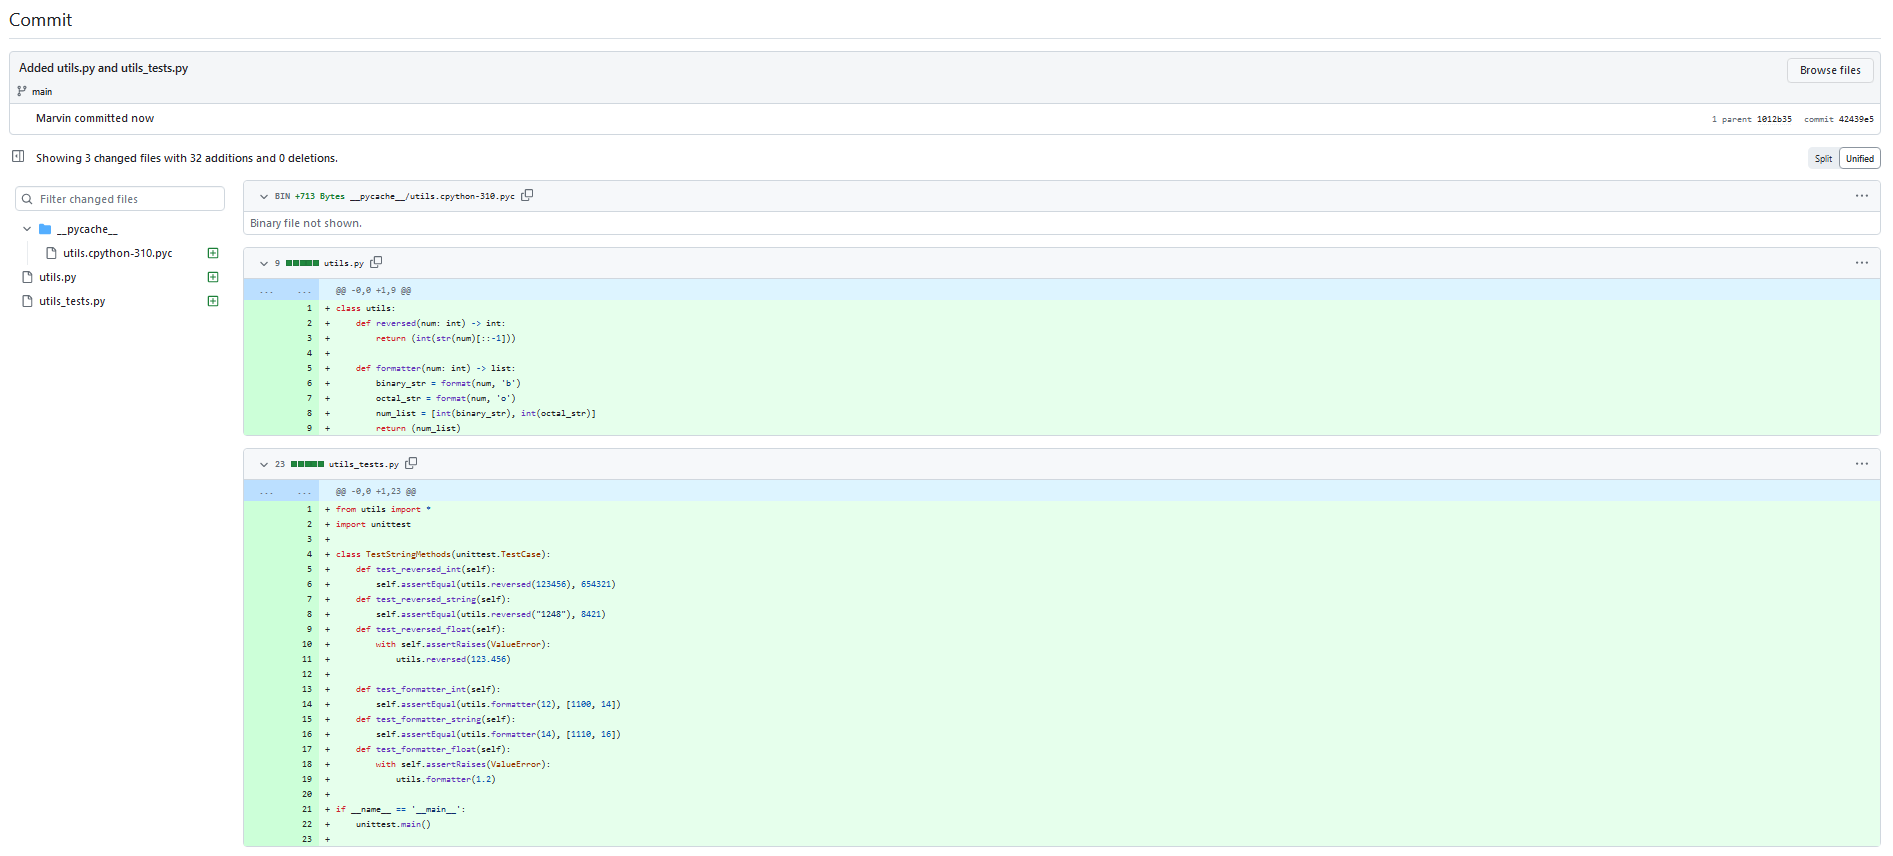 Commit
Added utils.py and utils_tests.py
Browse files
main
Marvin committed now
1 parent 1012b35 commit 42439e5
Showing 3 changed files with 32 additions and 0 deletions.
Split Unified
Filter changed files
__pycache__
utils.cpython-310.pyc
utils.py
utils_tests.py
BIN +713 Bytes __pycache__/utils.cpython-310.pyc
Binary file not shown.
9 utils.py
... ... @@ -0,0 +1,9 @@
1 + class utils:
2 +     def reversed(num: int) -> int:
3 +         return (int(str(num)[::-1]))
4 +
5 +     def formatter(num: int) -> list:
6 +         binary_str = format(num, 'b')
7 +         octal_str = format(num, 'o')
8 +         num_list = [int(binary_str), int(octal_str)]
9 +         return (num_list)
23 utils_tests.py
... ... @@ -0,0 +1,23 @@
1 + from utils import *
2 + import unittest
3 +
4 + class TestStringMethods(unittest.TestCase):
5 +     def test_reversed_int(self):
6 +         self.assertEqual(utils.reversed(123456), 654321)
7 +     def test_reversed_string(self):
8 +         self.assertEqual(utils.reversed("1248"), 8421)
9 +     def test_reversed_float(self):
10 +         with self.assertRaises(ValueError):
11 +             utils.reversed(123.456)
12 +
13 +     def test_formatter_int(self):
14 +         self.assertEqual(utils.formatter(12), [1100, 14])
15 +     def test_formatter_string(self):
16 +         self.assertEqual(utils.formatter(14), [1110, 16])
17 +     def test_formatter_float(self):
18 +         with self.assertRaises(ValueError):
19 +             utils.formatter(1.2)
20 +
21 + if __name__ == '__main__':
22 +     unittest.main()
23 +